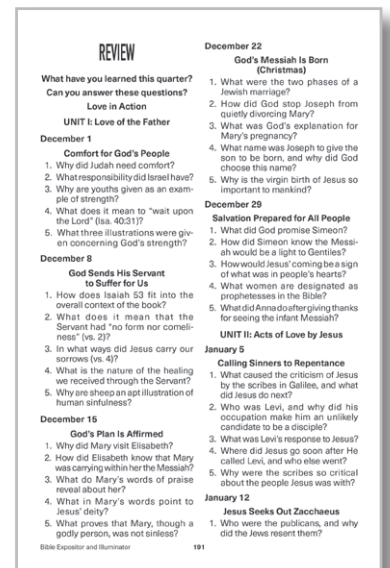 REVIEW
What have you learned this quarter?
Can you answer these questions?
Love in Action
UNIT I: Love of the Father
December 1
Comfort for God's People
1. Why did Judah need comfort?
2. What responsibility did Israel have?
3. Why are youths given as an exam-
ple of strength?
4. What does it mean to "wait upon
the Lord" (Isa. 40:31)?
5. What three illustrations were giv-
en concerning God's strength?
December 8
God Sends His Servant
to Suffer for Us
1. How does Isaiah 53 fit into the
overall context of the book?
2. What does it mean that the
Servant had "no form nor comeli-
ness" (vs. 2)?
3. In what ways did Jesus carry our
sorrows (vs. 4)?
4. What is the nature of the healing
we received through the Servant?
5. Why are sheep an apt illustration of
human sinfulness?
December 15
God's Plan Is Affirmed
1. Why did Mary visit Elisabeth?
2. How did Elisabeth know that Mary
was carrying within her the Messiah?
3. What do Mary's words of praise
reveal about her?
4. What in Mary's words point to
Jesus' deity?
5. What proves that Mary, though a
godly person, was not sinless?
December 22
God's Messiah Is Born
(Christmas)
1. What were the two phases of a
Jewish marriage?
2. How did God stop Joseph from
quietly divorcing Mary?
3. What was God's explanation for
Mary's pregnancy?
4. What name was Joseph to give the
son to be born, and why did God
choose this name?
5. Why is the virgin birth of Jesus so
important to mankind?
December 29
Salvation Prepared for All People
1. What did God promise Simeon?
2. How did Simeon know the Messi-
ah would be a light to Gentiles?
3. How would Jesus' coming be a sign
of what was in people's hearts?
4. What women are designated as
prophetesses in the Bible?
5. What did Anna do after giving thanks
for seeing the infant Messiah?
UNIT II: Acts of Love by Jesus
January 5
Calling Sinners to Repentance
1. What caused the criticism of Jesus
by the scribes in Galilee, and what
did Jesus do next?
2. Who was Levi, and why did his
occupation make him an unlikely
candidate to be a disciple?
3. What was Levi's response to Jesus?
4. Where did Jesus go soon after He
called Levi, and who else went?
5. Why were the scribes so critical
about the people Jesus was with?
January 12
Jesus Seeks Out Zacchaeus
1. Who were the publicans, and why
did the Jews resent them?
Bible Expositor and Illuminator
191